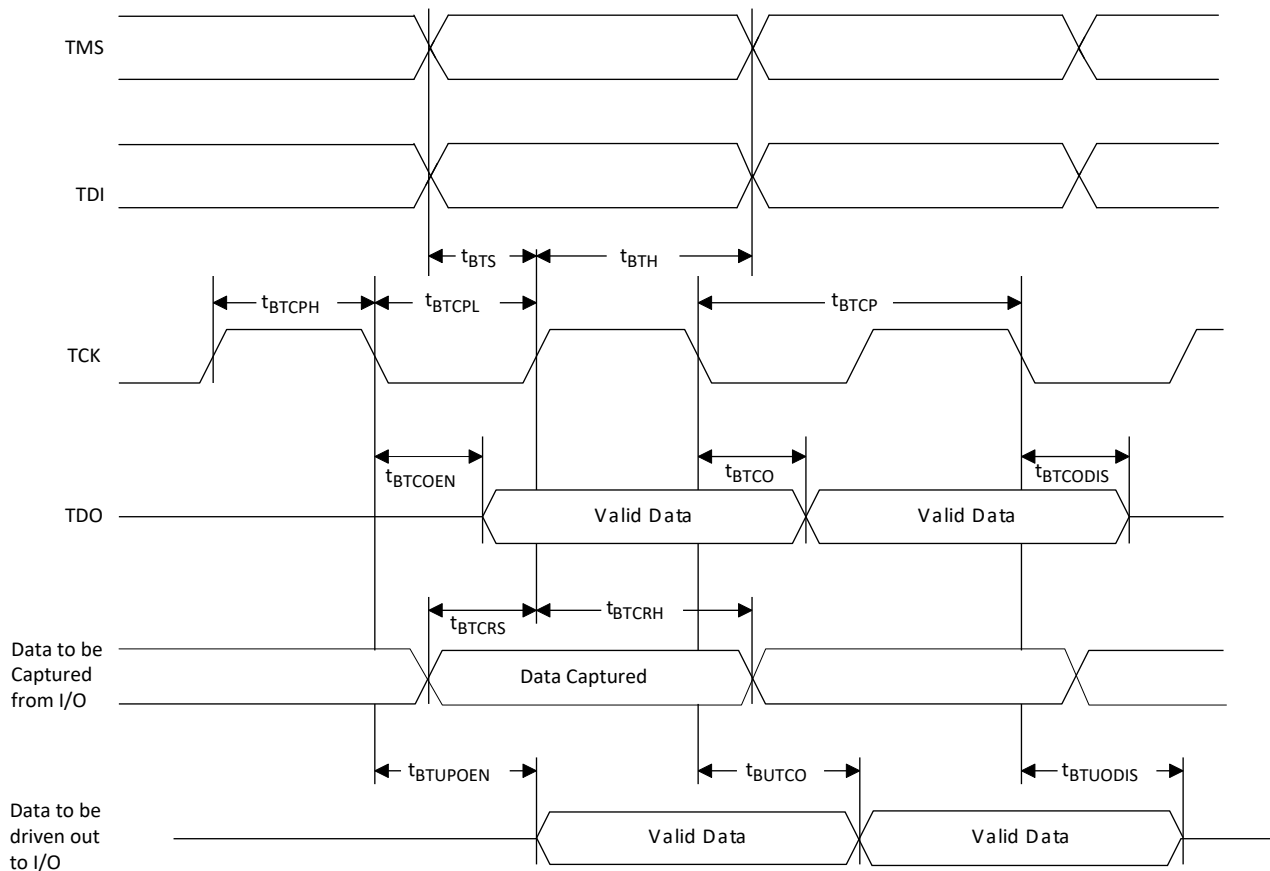 TMS
TDI
tBTS
tBTH
tBTCPH
tBTCPL
tBTCP
TCK
tBTCOEN
tBTCO
tBTCODIS
TDO
Valid Data
Valid Data
tBTCRS
tBTCRH
Data to be
Captured
from I/O
Data Captured
tBTUPOEN
tBUTCO
tBTUODIS
Data to be
driven out
to I/O
Valid Data
Valid Data